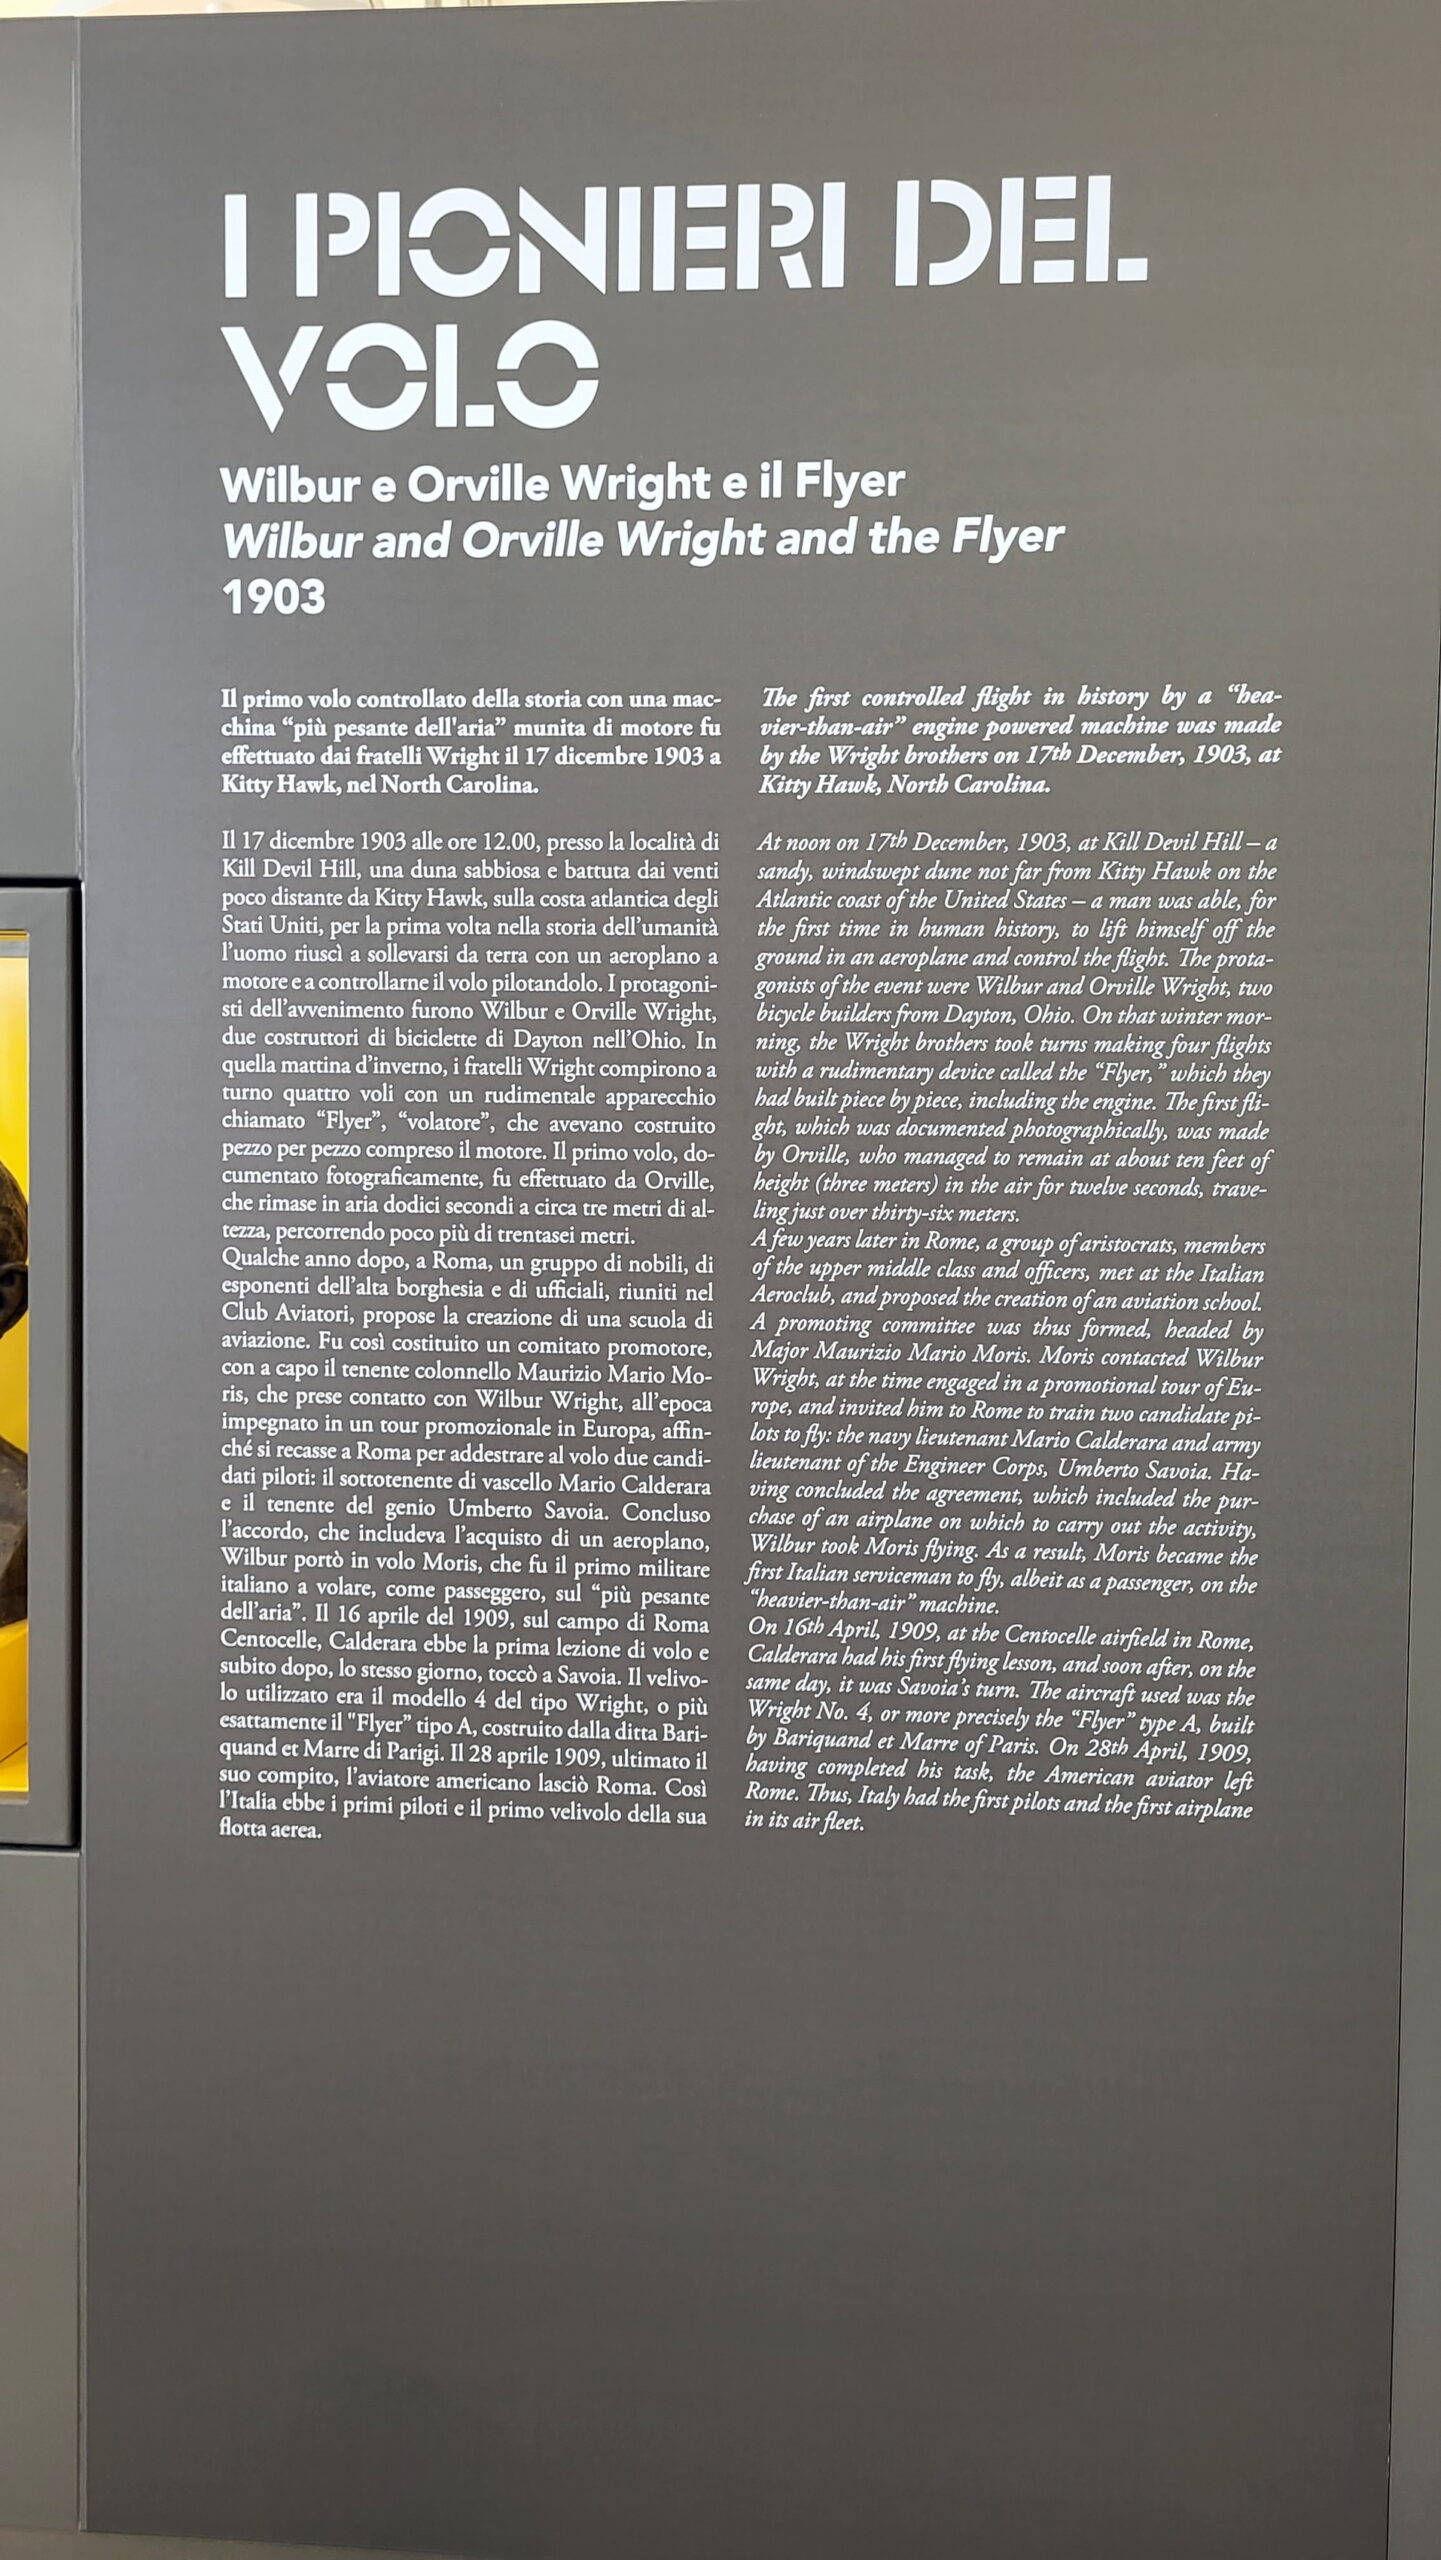 I PIONIERI DEL
VOLO
Wilbur e Orville Wright e il Flyer
Wilbur and Orville Wright and the Flyer
1903
Il primo volo controllato della storia con una mac-
china “più pesante dell'aria” munita di motore fu
effettuato dai fratelli Wright il 17 dicembre 1903 a
Kitty Hawk, nel North Carolina.
Il 17 dicembre 1903 alle ore 12.00, presso la località di
Kill Devil Hill, una duna sabbiosa e battuta dai venti
poco distante da Kitty Hawk, sulla costa atlantica degli
Stati Uniti, per la prima volta nella storia dell’umanità
l’uomo riuscì a sollevarsi da terra con un aeroplano a
motore e a controllarne il volo pilotandolo. I protagoni-
sti dell’avvenimento furono Wilbur e Orville Wright,
due costruttori di biciclette di Dayton nell’Ohio. In
quella mattina d’inverno, i fratelli Wright compirono a
turno quattro voli con un rudimentale apparecchio
chiamato “Flyer”, “volatore”, che avevano costruito
pezzo per pezzo compreso il motore. Il primo volo, do-
cumentato fotograficamente, fu effettuato da Orville,
che rimase in aria dodici secondi a circa tre metri di al-
tezza, percorrendo poco più di trentasei metri.
Qualche anno dopo, a Roma, un gruppo di nobili, di
esponenti dell’alta borghesia e di ufficiali, riuniti nel
Club Aviatori, propose la creazione di una scuola di
aviazione. Fu così costituito un comitato promotore,
con a capo il tenente colonnello Maurizio Mario Mo-
ris, che prese contatto con Wilbur Wright, all’epoca
impegnato in un tour promozionale in Europa, affin-
ché si recasse a Roma per addestrare al volo due candi-
dati piloti: il sottotenente di vascello Mario Calderara
e il tenente del genio Umberto Savoia. Concluso
l’accordo, che includeva l’acquisto di un aeroplano,
Wilbur portò in volo Moris, che fu il primo militare
italiano a volare, come passeggero, sul “più pesante
dell’aria”. Il 16 aprile del 1909, sul campo di Roma
Centocelle, Calderara ebbe la prima lezione di volo e
subito dopo, lo stesso giorno, toccò a Savoia. Il velivo-
lo utilizzato era il modello 4 del tipo Wright, o più
esattamente il "Flyer” tipo A, costruito dalla ditta Bari-
quand et Marre di Parigi. Il 28 aprile 1909, ultimato il
suo compito, l’aviatore americano lasciò Roma. Così
l’Italia ebbe i primi piloti e il primo velivolo della sua
flotta aerea.
The first controlled flight in history by a “hea-
vier-than-air” engine powered machine was made
by the Wright brothers on 17th December, 1903, at
Kitty Hawk, North Carolina.
At noon on 17th December, 1903, at Kill Devil Hill – a
sandy, windswept dune not far from Kitty Hawk on the
Atlantic coast of the United States – a man was able, for
the first time in human history, to lift himself off the
ground in an aeroplane and control the flight. The prota-
gonists of the event were Wilbur and Orville Wright, two
bicycle builders from Dayton, Ohio. On that winter mor-
ning, the Wright brothers took turns making four flights
with a rudimentary device called the “Flyer,” which they
had built piece by piece, including the engine. The first fli-
ght, which was documented photographically, was made
by Orville, who managed to remain at about ten feet of
height (three meters) in the air for twelve seconds, trave-
ling just over thirty-six meters.
A few years later in Rome, a group of aristocrats, members
of the upper middle class and officers, met at the Italian
Aeroclub, and proposed the creation of an aviation school.
A promoting committee was thus formed, headed by
Major Maurizio Mario Moris. Moris contacted Wilbur
Wright, at the time engaged in a promotional tour of Eu-
rope, and invited him to Rome to train two candidate pi-
lots to fly: the navy lieutenant Mario Calderara and army
lieutenant of the Engineer Corps, Umberto Savoia. Ha-
ving concluded the agreement, which included the pur-
chase of an airplane on which to carry out the activity,
Wilbur took Moris flying. As a result, Moris became the
first Italian serviceman to fly, albeit as a passenger, on the
“heavier-than-air” machine.
On 16th April, 1909, at the Centocelle airfield in Rome,
Calderara had his first flying lesson, and soon after, on the
same day, it was Savoia’s turn. The aircraft used was the
Wright No. 4, or more precisely the “Flyer” type A, built
by Bariquand et Marre of Paris. On 28th April, 1909,
having completed his task, the American aviator left
Rome. Thus, Italy had the first pilots and the first airplane
in its air fleet.